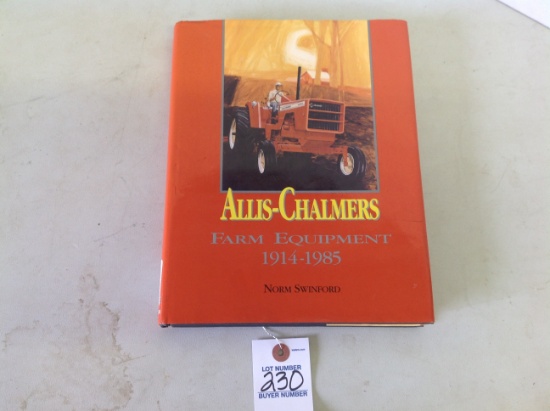 ALLIS-CHALMERS
FARM EQUIPMENT
1914-1985
NORM SWINFORD
LOT NUMBER
230
BUYER NUMBER